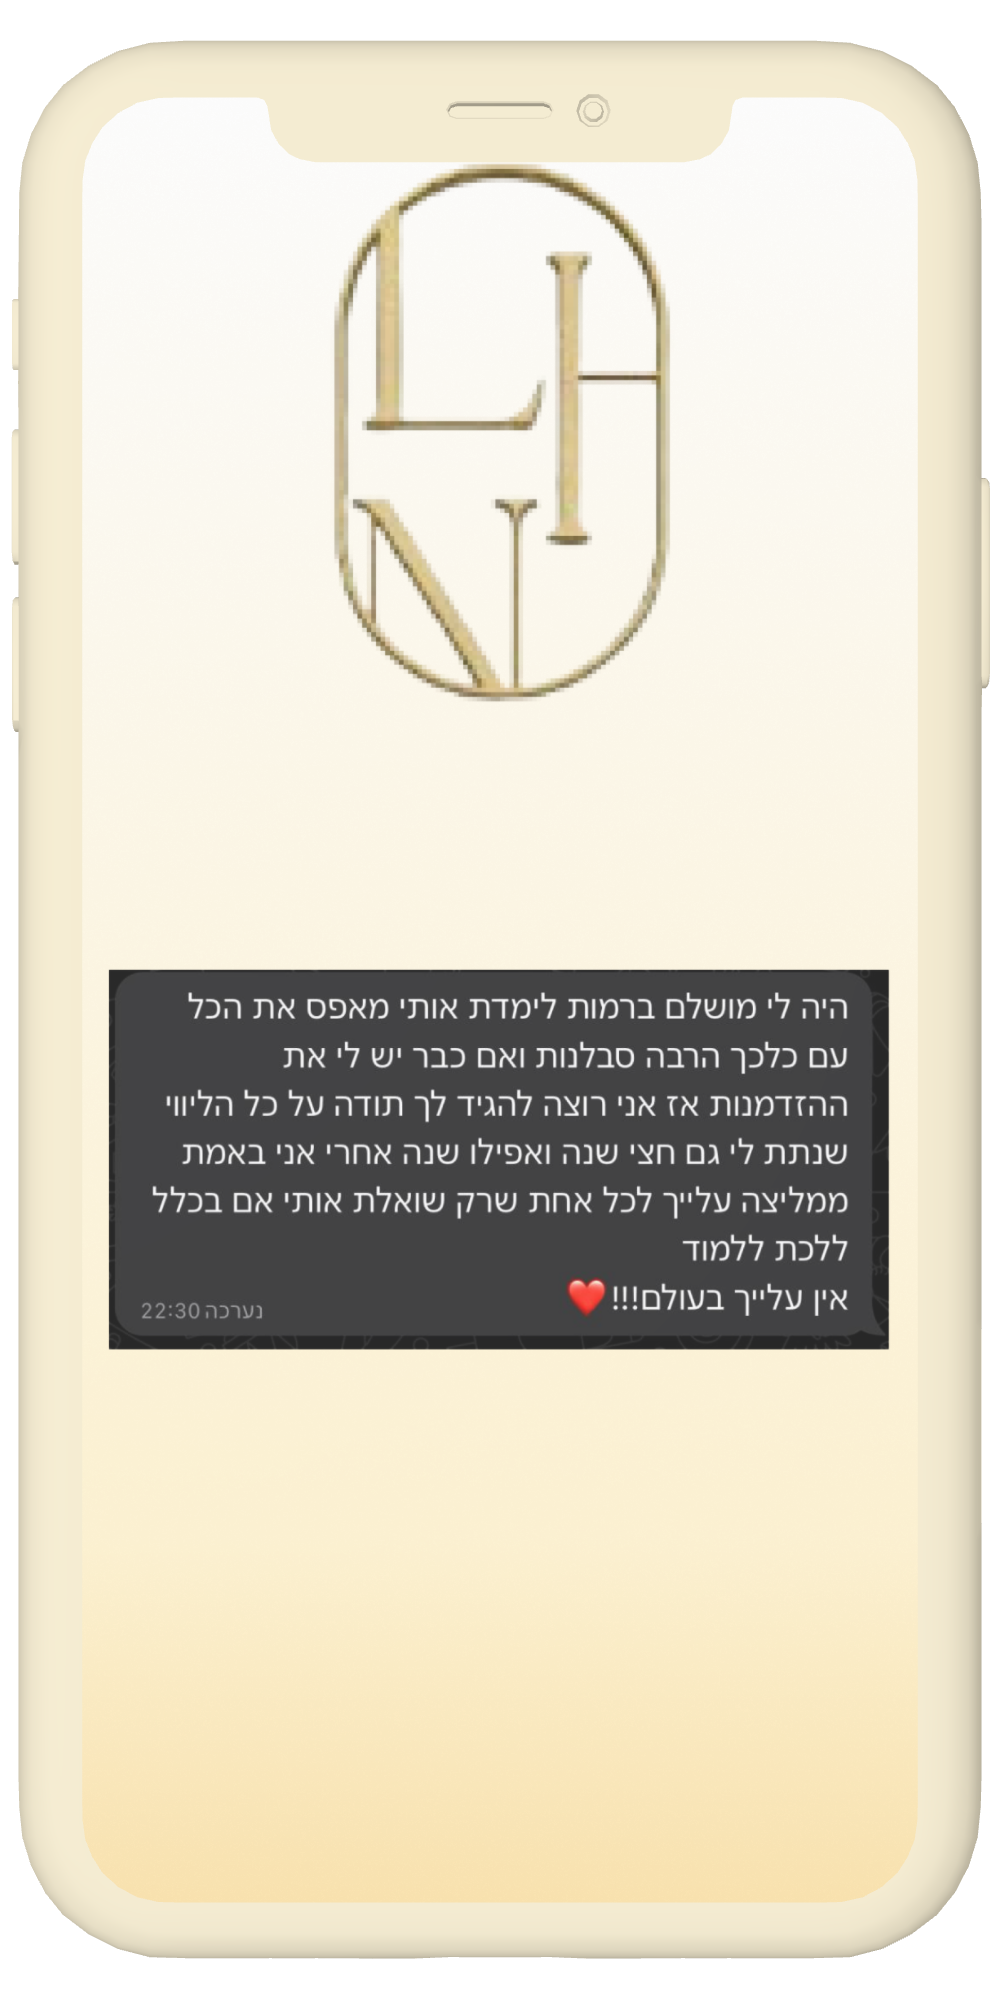 L H
N
היה לי מושלם ברמות לימדת אותי מאפס את הכל
עם כלכך הרבה סבלנות ואם כבר יש לי את
ההזדמנות אז אני רוצה להגיד לך תודה על כל הליווי
שנתת לי גם חצי שנה ואפילו שנה אחרי אני באמת
ממליצה עלייך לכל אחת שרק שואלת אותי אם בכלל
ללכת ללמוד
אין עלייך בעולם!!!❤️
נערכה 22:30